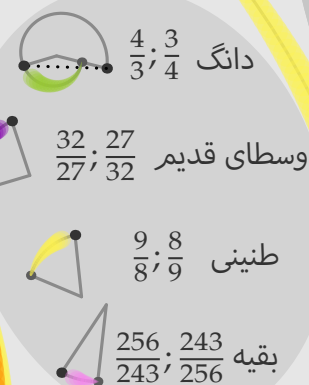 دانگ 4/3 ; 3/4
وسطای قدیم 32/27 ; 27/32
طنینی 9/8 ; 8/9
بقیه 256/243 ; 243/256